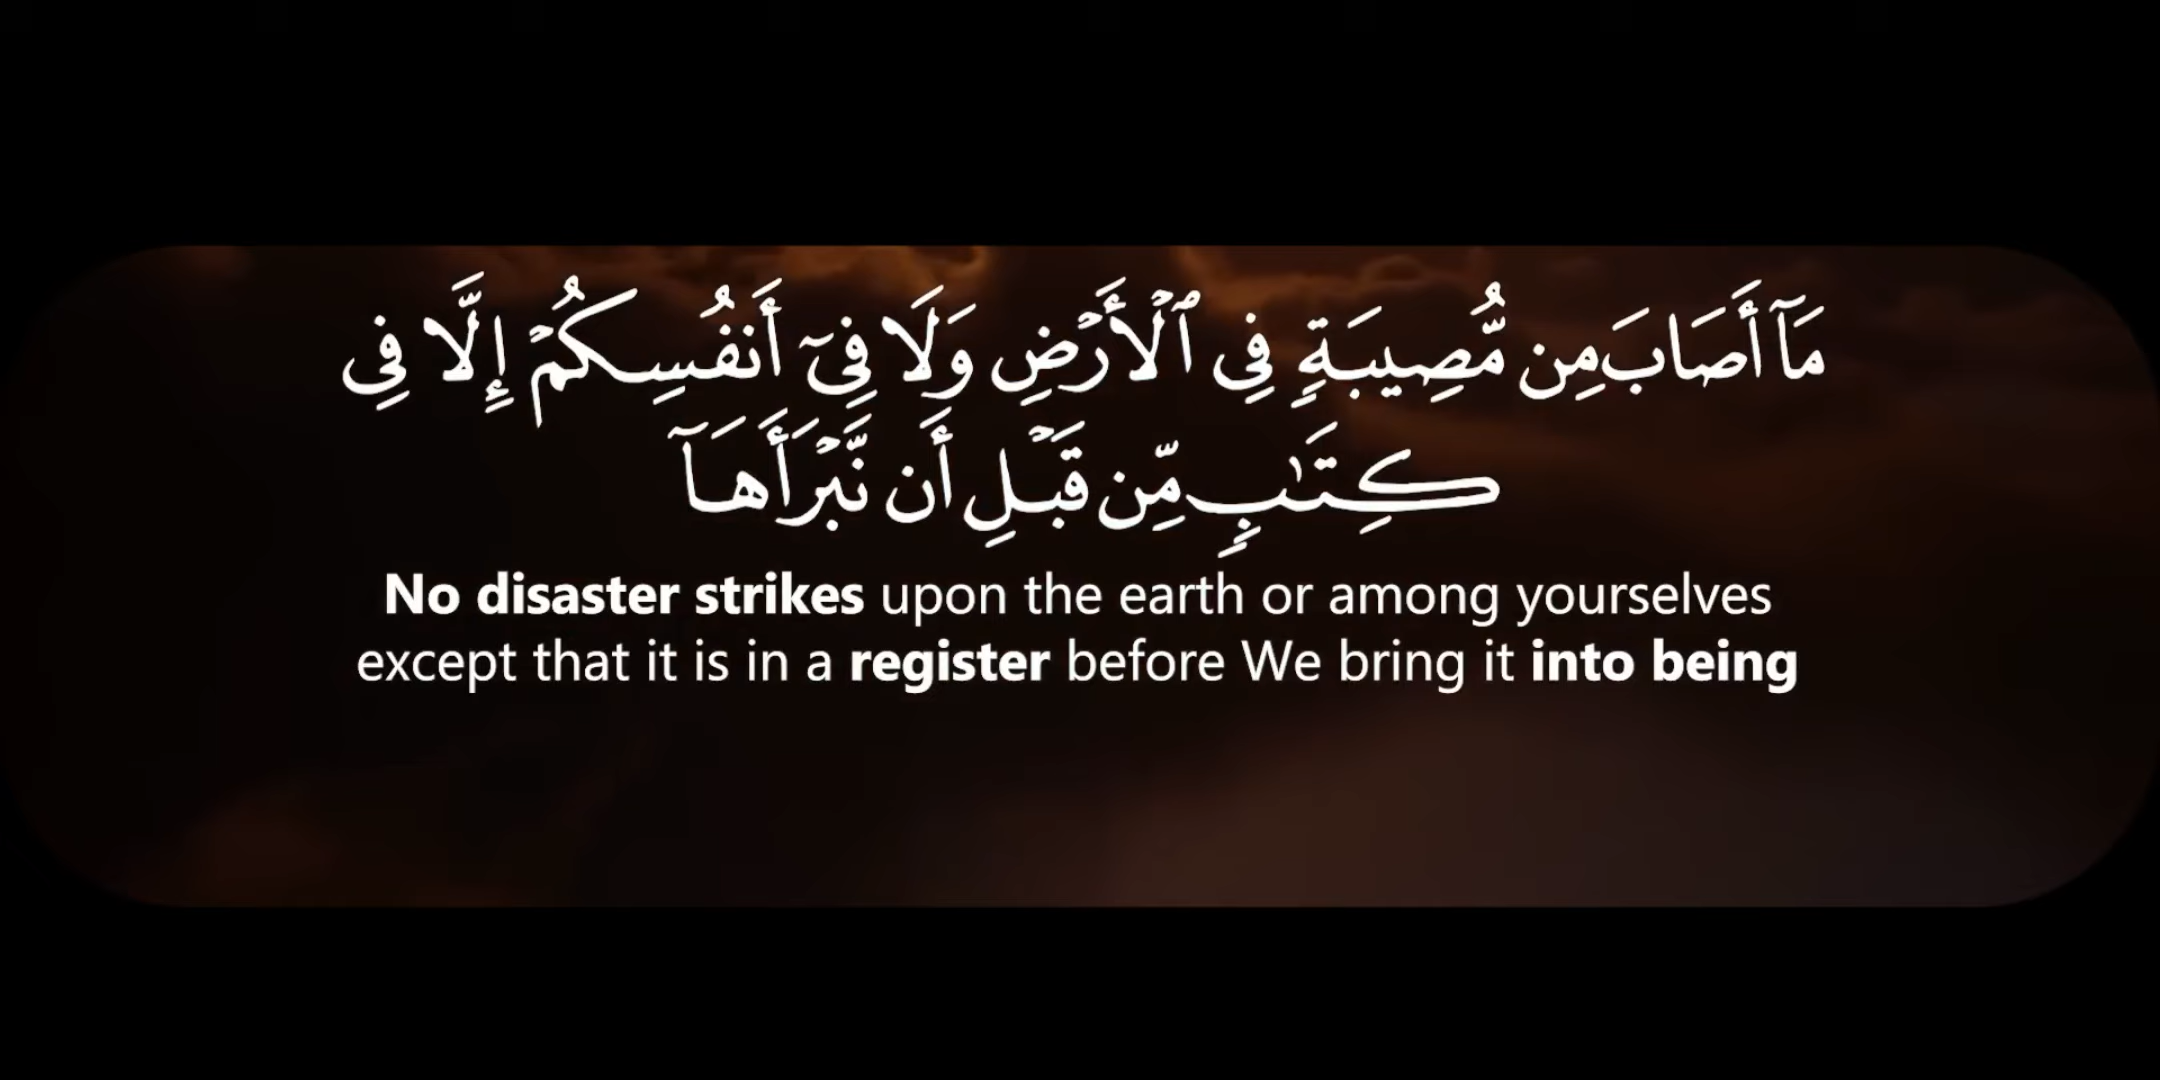 مَآ أَصَابَ مِن مُّصِيبَةٍ فِى ٱلْأَرْضِ وَلَا فِىٓ أَنفُسِكُمْ إِلَّا فِى
كِتَٰبٍ مِّن قَبْلِ أَن نَّبْرَأَهَآ
No disaster strikes upon the earth or among yourselves
except that it is in a register before We bring it into being